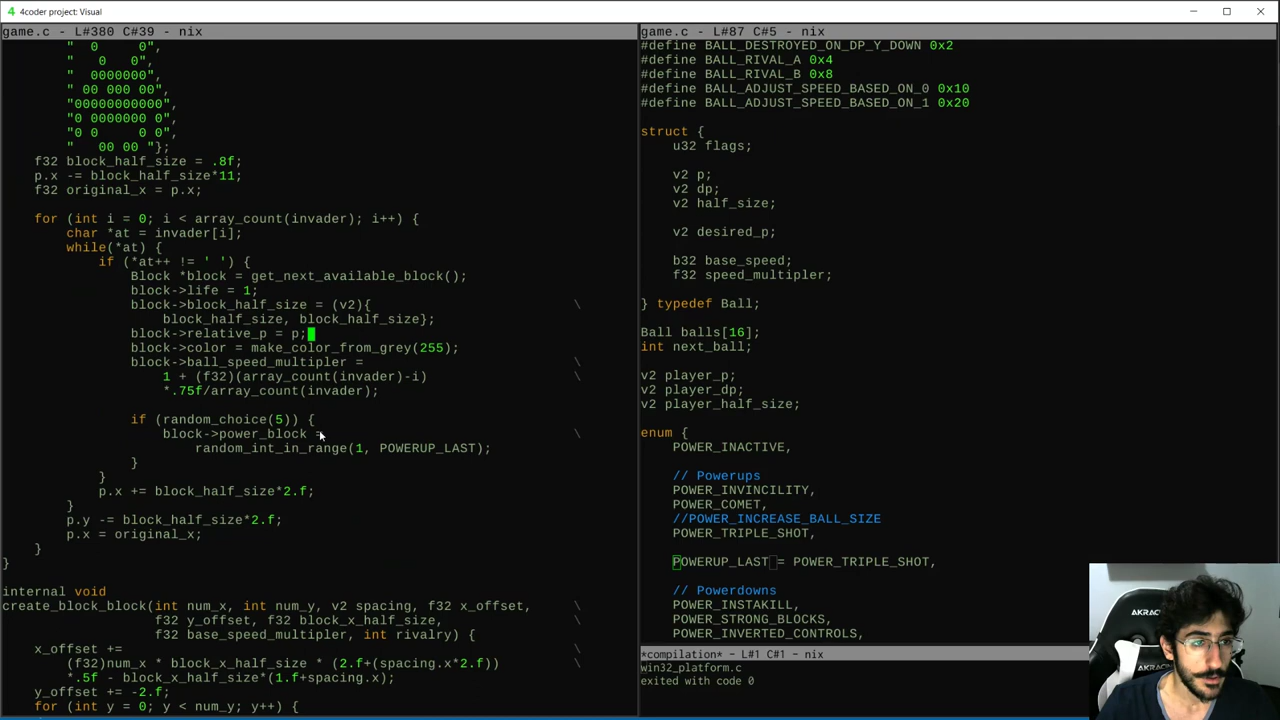 4coder preview: Visual
game.c - L#380 C#39 - nix
"  0     0",
"   0   0",
"  0000000",
" 00 000 00",
"00000000000",
"0 0000000 0",
"0 0     0 0",
"   00 00 "};
f32 block_half_size = .8f;
p.x -= block_half_size*11;
f32 original_x = p.x;
for (int i = 0; i < array_count(invader); i++) {
char *at = invader[i];
while(*at) {
if (*at++ != ' ') {
Block *block = get_next_available_block();
block->life = 1;
block->block_half_size = (v2){ \
block_half_size, block_half_size};
block->relative_p = p;
block->color = make_color_from_grey(255);
block->ball_speed_multipler = \
1 + (f32)(array_count(invader)-i) \
*.75f/array_count(invader);
if (random_choice(5)) {
block->power_block = \
random_int_in_range(1, POWERUP_LAST);
}
}
p.x += block_half_size*2.f;
}
p.y -= block_half_size*2.f;
p.x = original_x;
}
}
internal void
create_block_block(int num_x, int num_y, v2 spacing, f32 x_offset, \
f32 y_offset, f32 block_x_half_size, \
f32 base_speed_multipler, int rivalry) {
x_offset +=
(f32)num_x * block_x_half_size * (2.f+(spacing.x*2.f)) \
*.5f - block_x_half_size*(1.f+spacing.x);
y_offset += -2.f;
for (int y = 0; y < num_y; y++) {
game.c - L#87 C#5 - nix
#define BALL_DESTROYED_ON_DP_Y_DOWN 0x2
#define BALL_RIVAL_A 0x4
#define BALL_RIVAL_B 0x8
#define BALL_ADJUST_SPEED_BASED_ON_0 0x10
#define BALL_ADJUST_SPEED_BASED_ON_1 0x20
struct {
u32 flags;
v2 p;
v2 dp;
v2 half_size;
v2 desired_p;
b32 base_speed;
f32 speed_multipler;
} typedef Ball;
Ball balls[16];
int next_ball;
v2 player_p;
v2 player_dp;
v2 player_half_size;
enum {
POWER_INACTIVE,
// Powerups
POWER_INVINCILITY,
POWER_COMET,
//POWER_INCREASE_BALL_SIZE
POWER_TRIPLE_SHOT,
POWERUP_LAST = POWER_TRIPLE_SHOT,
// Powerdowns
POWER_INSTAKILL,
POWER_STRONG_BLOCKS,
POWER_INVERTED_CONTROLS,
*compilation* - L#1 C#1 - nix
win32_platform.c
exited with code 0
AKRACING